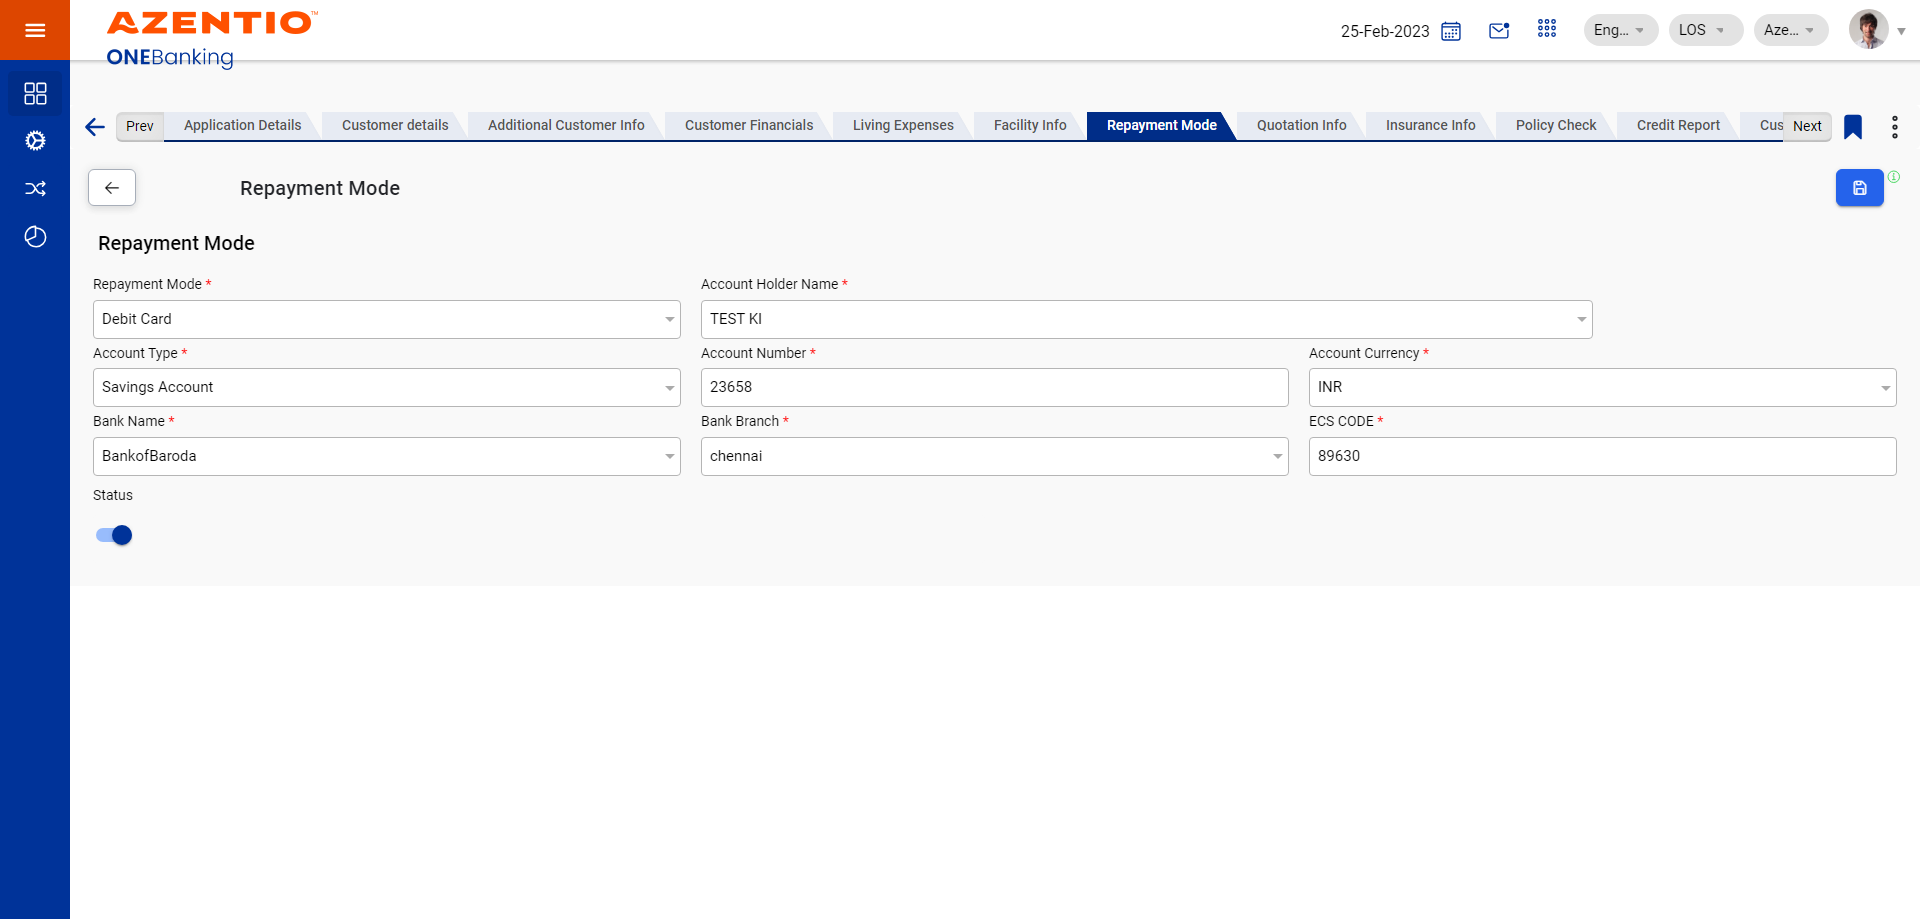 AZENTIO™
ONEBanking
25-Feb-2023
Eng...
LOS
Aze...
Prev
Application Details
Customer details
Additional Customer Info
Customer Financials
Living Expenses
Facility Info
Repayment Mode
Quotation Info
Insurance Info
Policy Check
Credit Report
Cus
Next
Repayment Mode
Repayment Mode
Repayment Mode *
Account Holder Name *
Debit Card
TEST KI
Account Type *
Account Number *
Account Currency *
Savings Account
23658
INR
Bank Name *
Bank Branch *
ECS CODE *
BankofBaroda
chennai
89630
Status